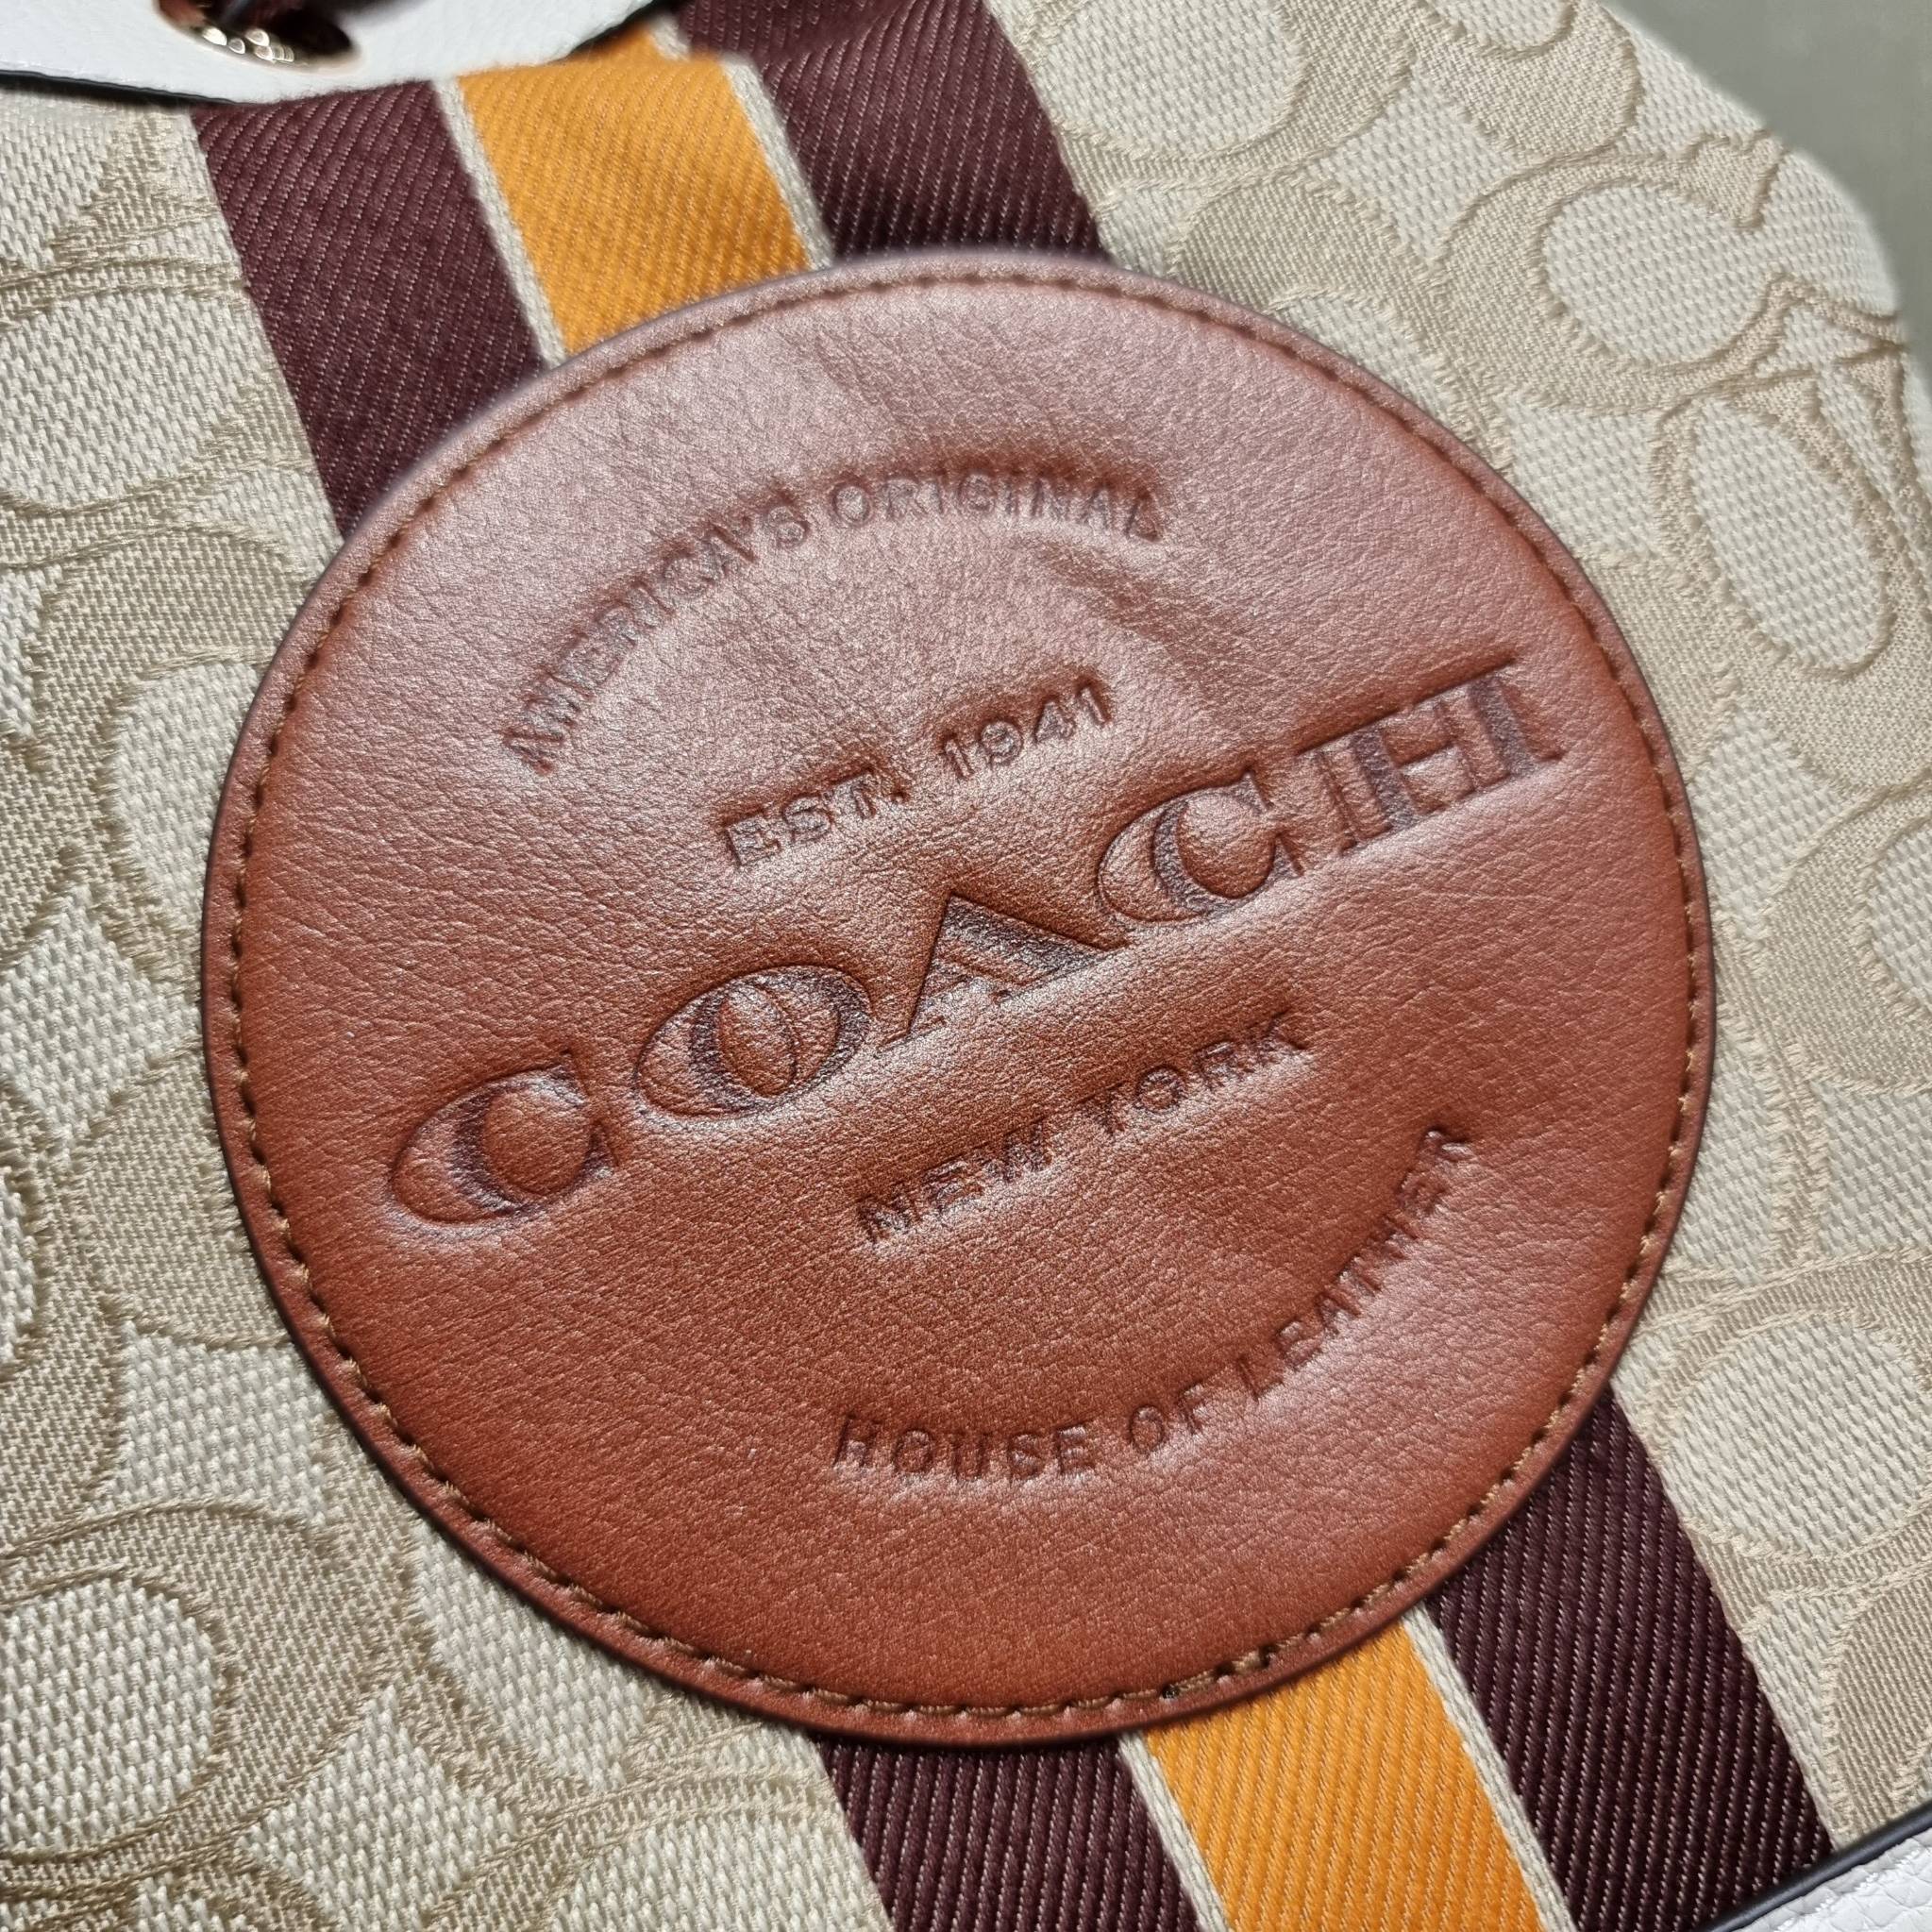 AMERICA'S ORIGINAL
EST. 1941
COACH
NEW YORK
HOUSE OF LEATHER